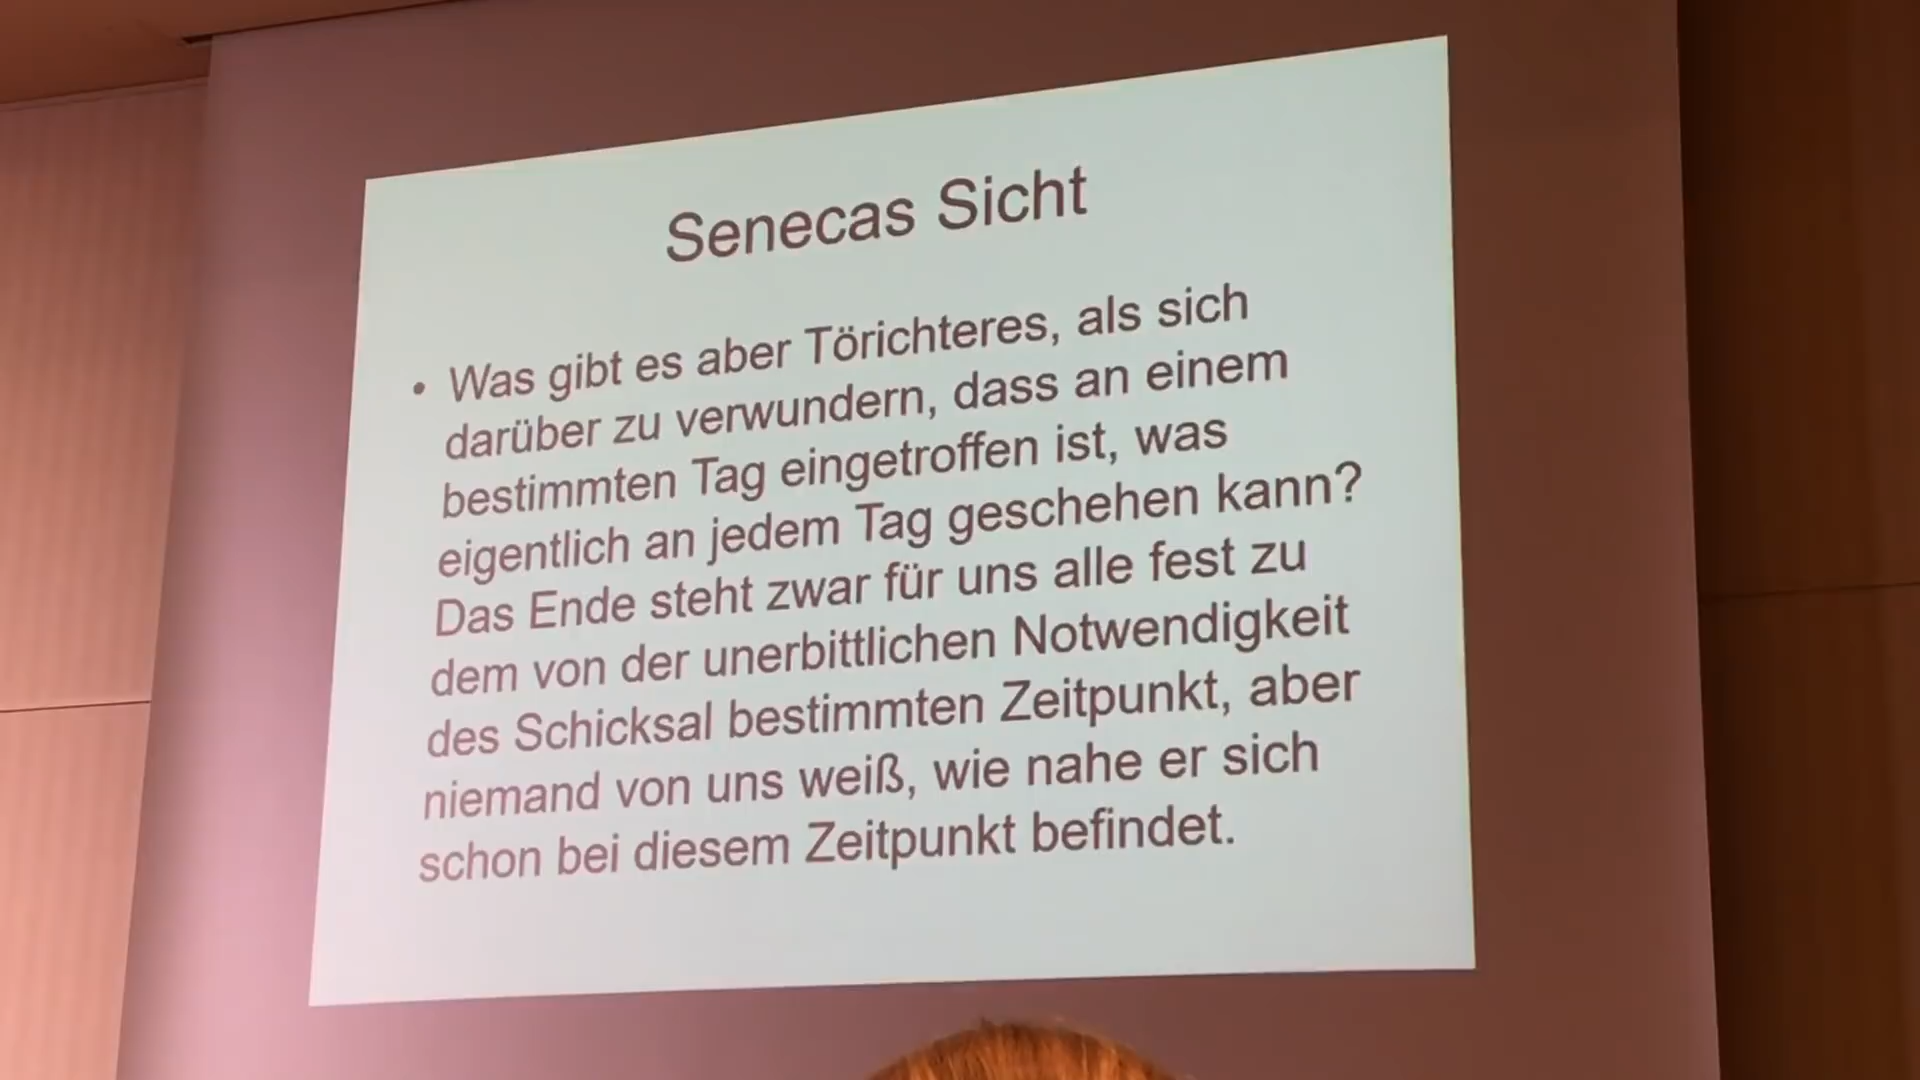 Senecas Sicht
• Was gibt es aber Törichteres, als sich
darüber zu verwundern, dass an einem
bestimmten Tag eingetroffen ist, was
eigentlich an jedem Tag geschehen kann?
Das Ende steht zwar für uns alle fest zu
dem von der unerbittlichen Notwendigkeit
des Schicksal bestimmten Zeitpunkt, aber
niemand von uns weiß, wie nahe er sich
schon bei diesem Zeitpunkt befindet.